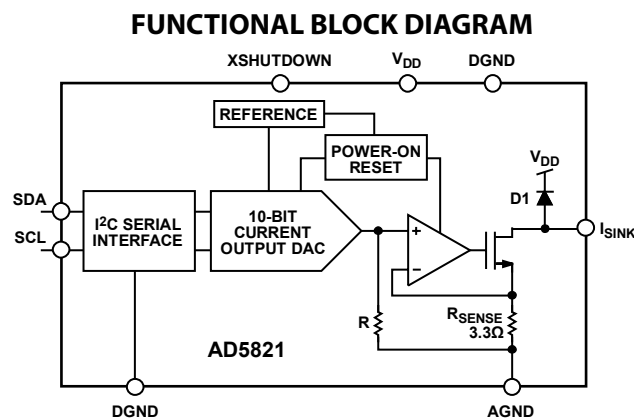 FUNCTIONAL BLOCK DIAGRAM
XSHUTDOWN
VDD
DGND
REFERENCE
POWER-ON
RESET
VDD
D1
SDA
SCL
I2C SERIAL
INTERFACE
10-BIT
CURRENT
OUTPUT DAC
+
−
ISINK
R
RSENSE
3.3Ω
AD5821
DGND
AGND